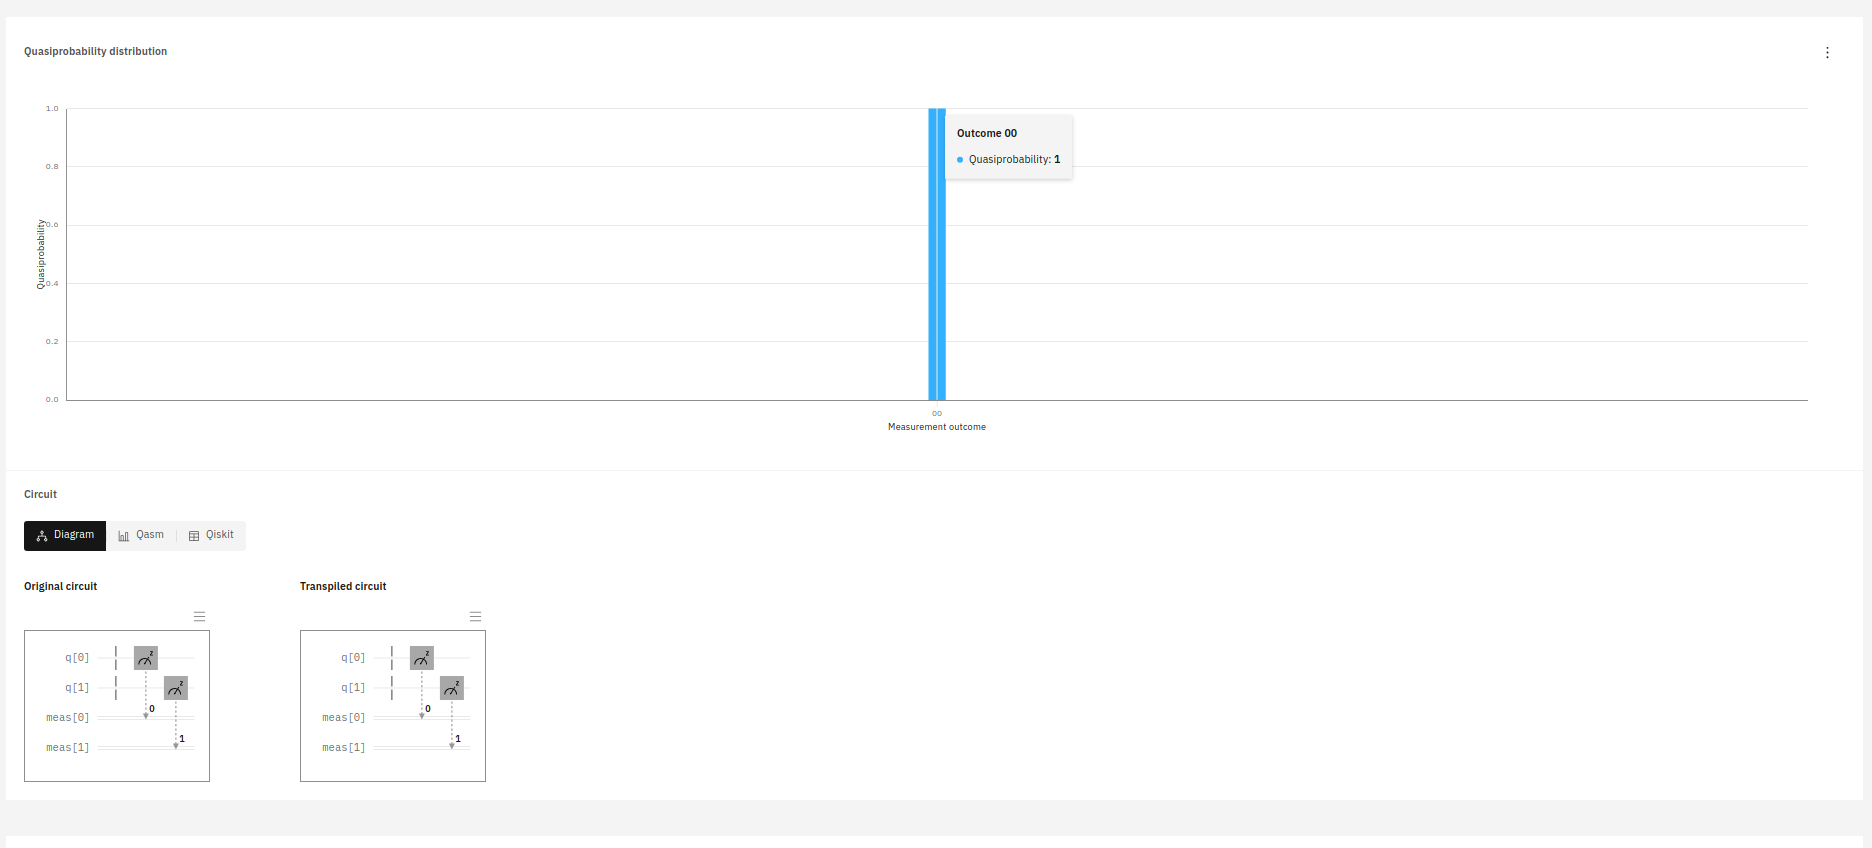 Quasiprobability distribution
1.0
Outcome 00
Quasiprobability: 1
0.8
0.6
Quasiprobability
0.4
0.2
0.0
00
Measurement outcome
Circuit
Diagram Qasm Qiskit
Original circuit Transpiled circuit
z z
q[0] q[0]
z z
q[1] q[1]
0 0
meas[0] meas[0]
1 1
meas[1] meas[1]